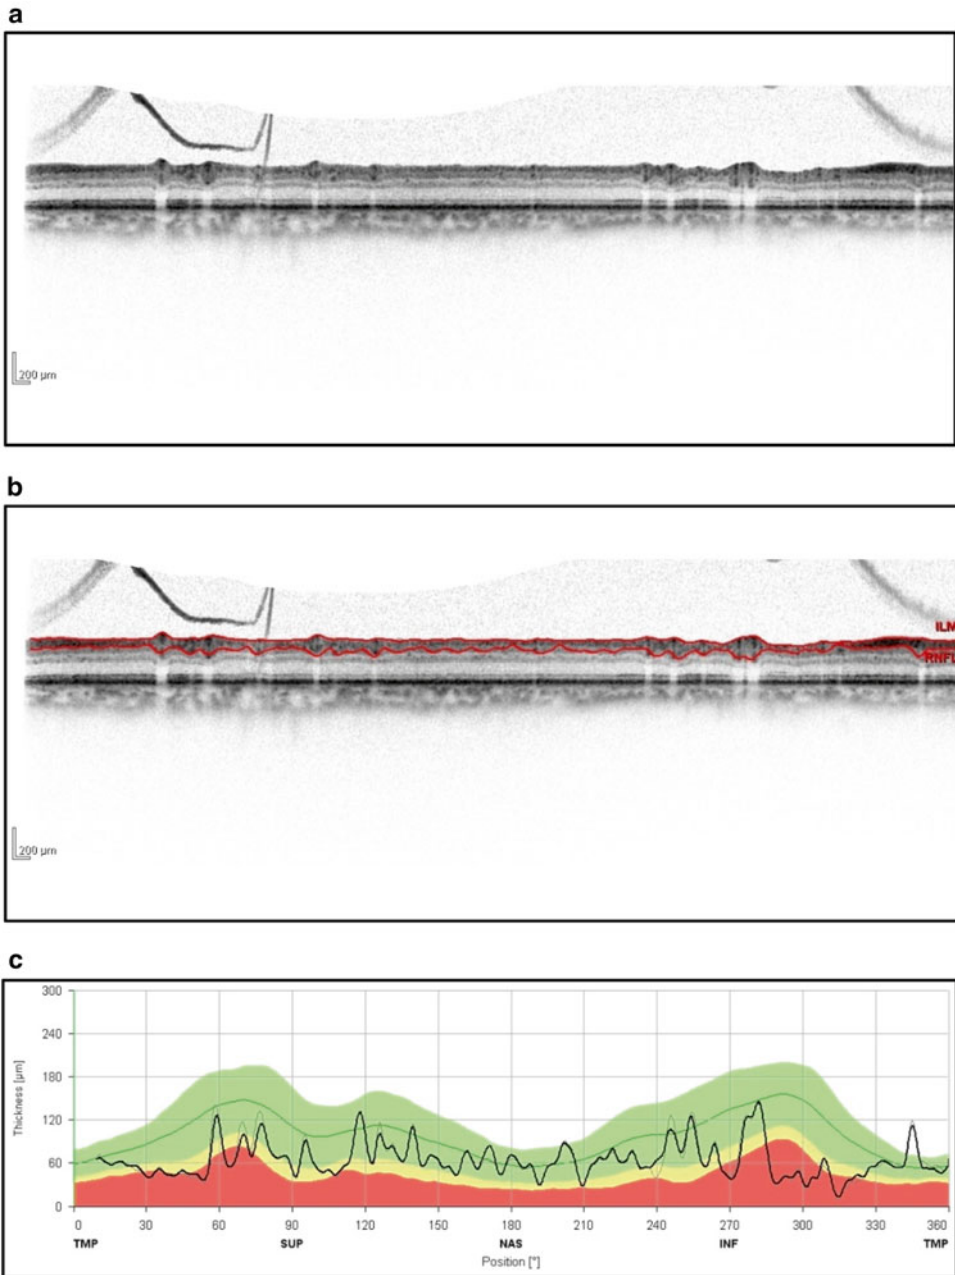 a
200 µm
b
ILM
RNFL
200 µm
c
300
240
180
120
60
0
Thickness [µm]
0 30 60 90 120 150 180 210 240 270 300 330 360
TMP SUP NAS INF TMP
Position [°]